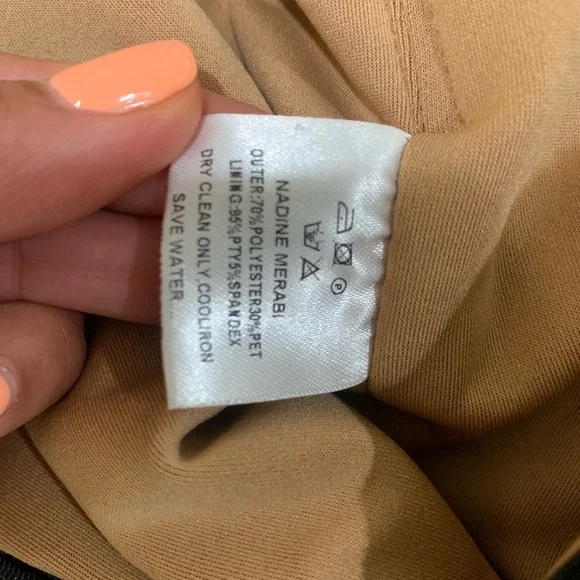 NADINE MERABI
OUTER:70%POLYESTER30%PET
LINING:95%PTY5%SPANDEX
DRY CLEAN ONLY.COOLIRON
SAVE WATER...
P